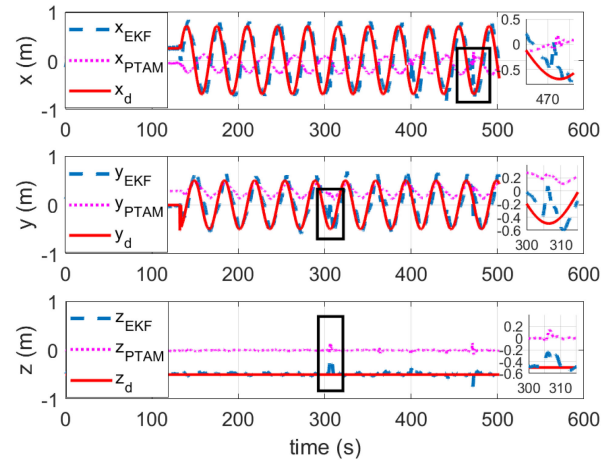 x (m)
1
0
-1
x_EKF
x_PTAM
x_d
0.5
0
-0.5
470
0 100 200 300 400 500 600
y (m)
1
0
-1
y_EKF
y_PTAM
y_d
0.2
0
-0.2
-0.4
-0.6
300 310
0 100 200 300 400 500 600
z (m)
1
0
-1
z_EKF
z_PTAM
z_d
0.2
0
-0.2
-0.4
-0.6
300 310
0 100 200 300 400 500 600
time (s)